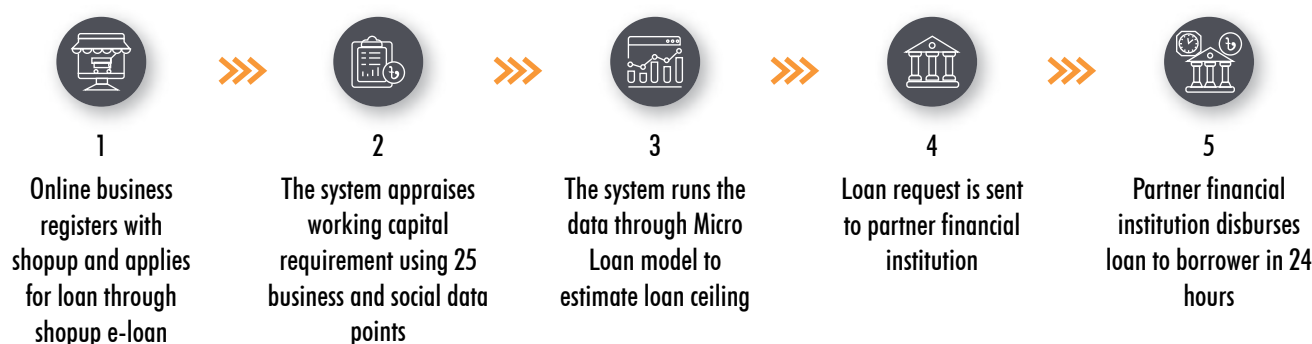 1
Online business
registers with
shopup and applies
for loan through
shopup e-loan
2
The system appraises
working capital
requirement using 25
business and social data
points
3
The system runs the
data through Micro
Loan model to
estimate loan ceiling
4
Loan request is sent
to partner financial
institution
5
Partner financial
institution disburses
loan to borrower in 24
hours